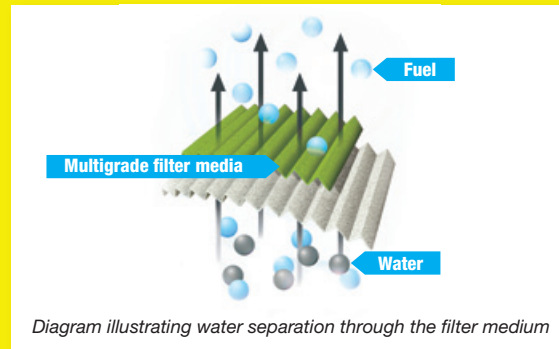 Fuel
Multigrade filter media
Water
Diagram illustrating water separation through the filter medium